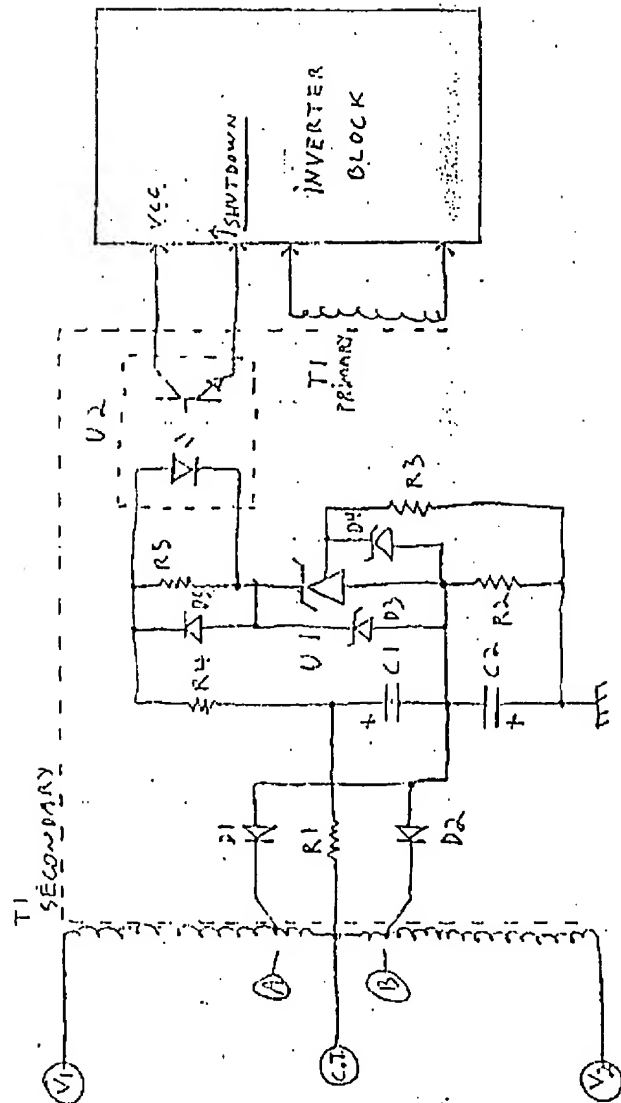 VCC
SHUTDOWN
INVERTER
BLOCK
U2
T1
PRIMARY
R5
D5
R4
U1
D4
R3
D3
R2
C1
+
C2
+
T1
SECONDARY
D1
R1
D2
A
B
V1
C.T.
V2